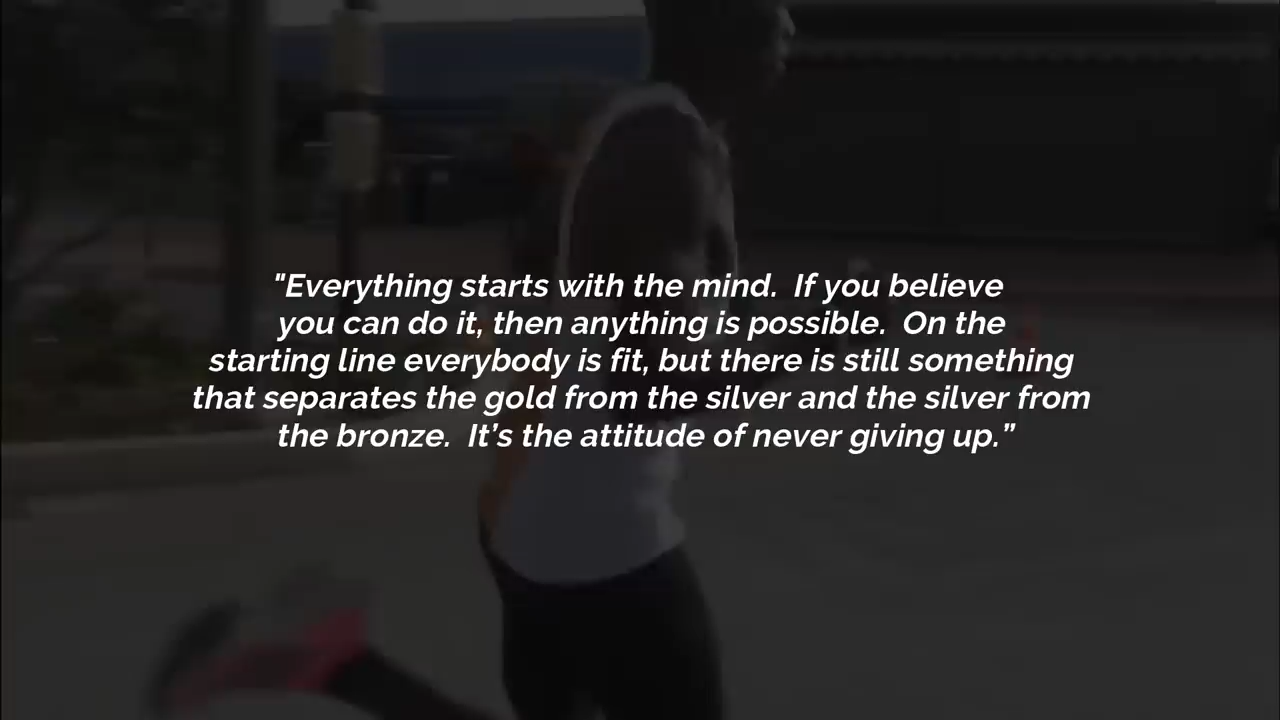 "Everything starts with the mind.  If you believe
you can do it, then anything is possible.  On the
starting line everybody is fit, but there is still something
that separates the gold from the silver and the silver from
the bronze.  It’s the attitude of never giving up.”